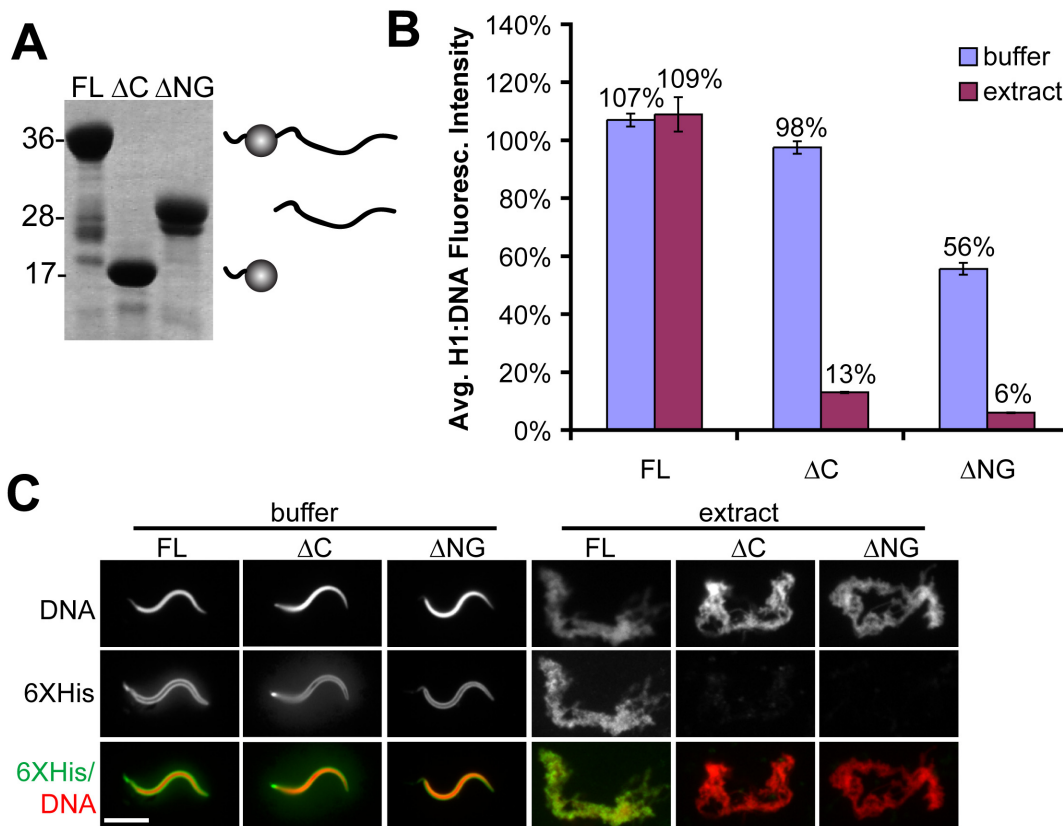 A
FL ΔC ΔNG
36
28
17
B
Avg. H1:DNA Fluoresc. Intensity
140%
120%
100%
80%
60%
40%
20%
0%
buffer
extract
107% 109%
98%
13%
56%
6%
FL ΔC ΔNG
C
buffer extract
FL ΔC ΔNG FL ΔC ΔNG
DNA
6XHis
6XHis/
DNA